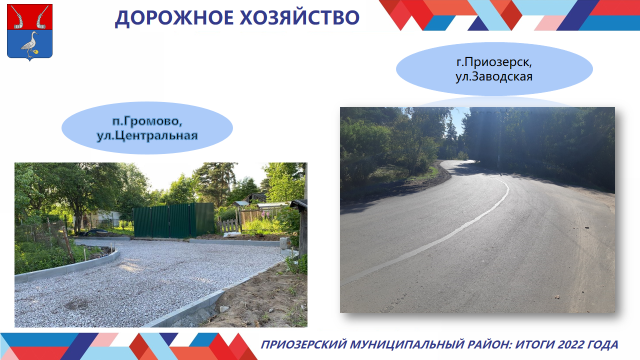 ДОРОЖНОЕ ХОЗЯЙСТВО
г.Приозерск,
ул.Заводская
п.Громово,
ул.Центральная
ПРИОЗЕРСКИЙ МУНИЦИПАЛЬНЫЙ РАЙОН: ИТОГИ 2022 ГОДА